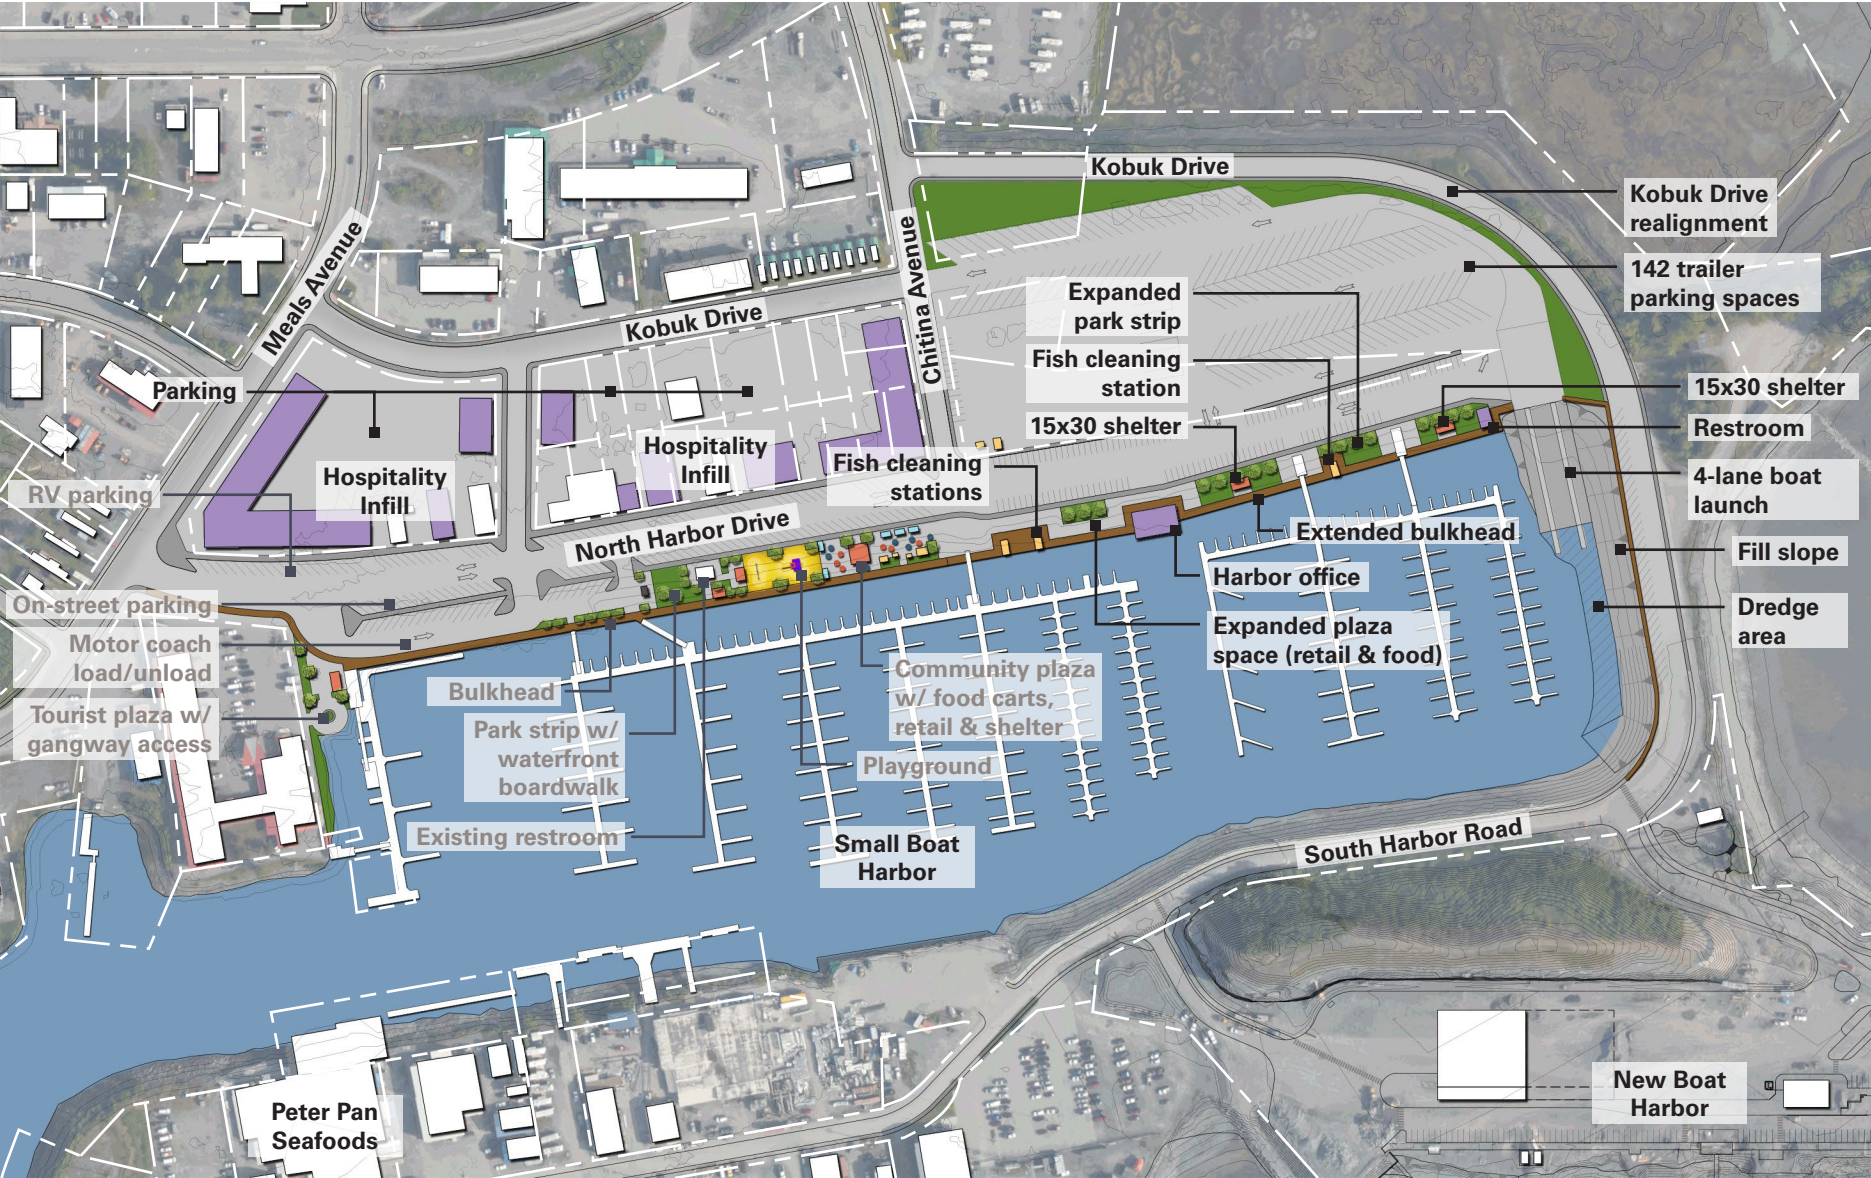 Kobuk Drive
Kobuk Drive
realignment
142 trailer
parking spaces
Meals Avenue
Chitina Avenue
Kobuk Drive
Expanded
park strip
Fish cleaning
station
15x30 shelter
15x30 shelter
Restroom
4-lane boat
launch
Fill slope
Dredge
area
Parking
Hospitality
Infill
Hospitality
Infill
Fish cleaning
stations
RV parking
North Harbor Drive
Extended bulkhead
Harbor office
Expanded plaza
space (retail & food)
On-street parking
Motor coach
load/unload
Tourist plaza w/
gangway access
Bulkhead
Park strip w/
waterfront
boardwalk
Existing restroom
Community plaza
w/ food carts,
retail & shelter
Playground
Small Boat
Harbor
South Harbor Road
Peter Pan
Seafoods
New Boat
Harbor